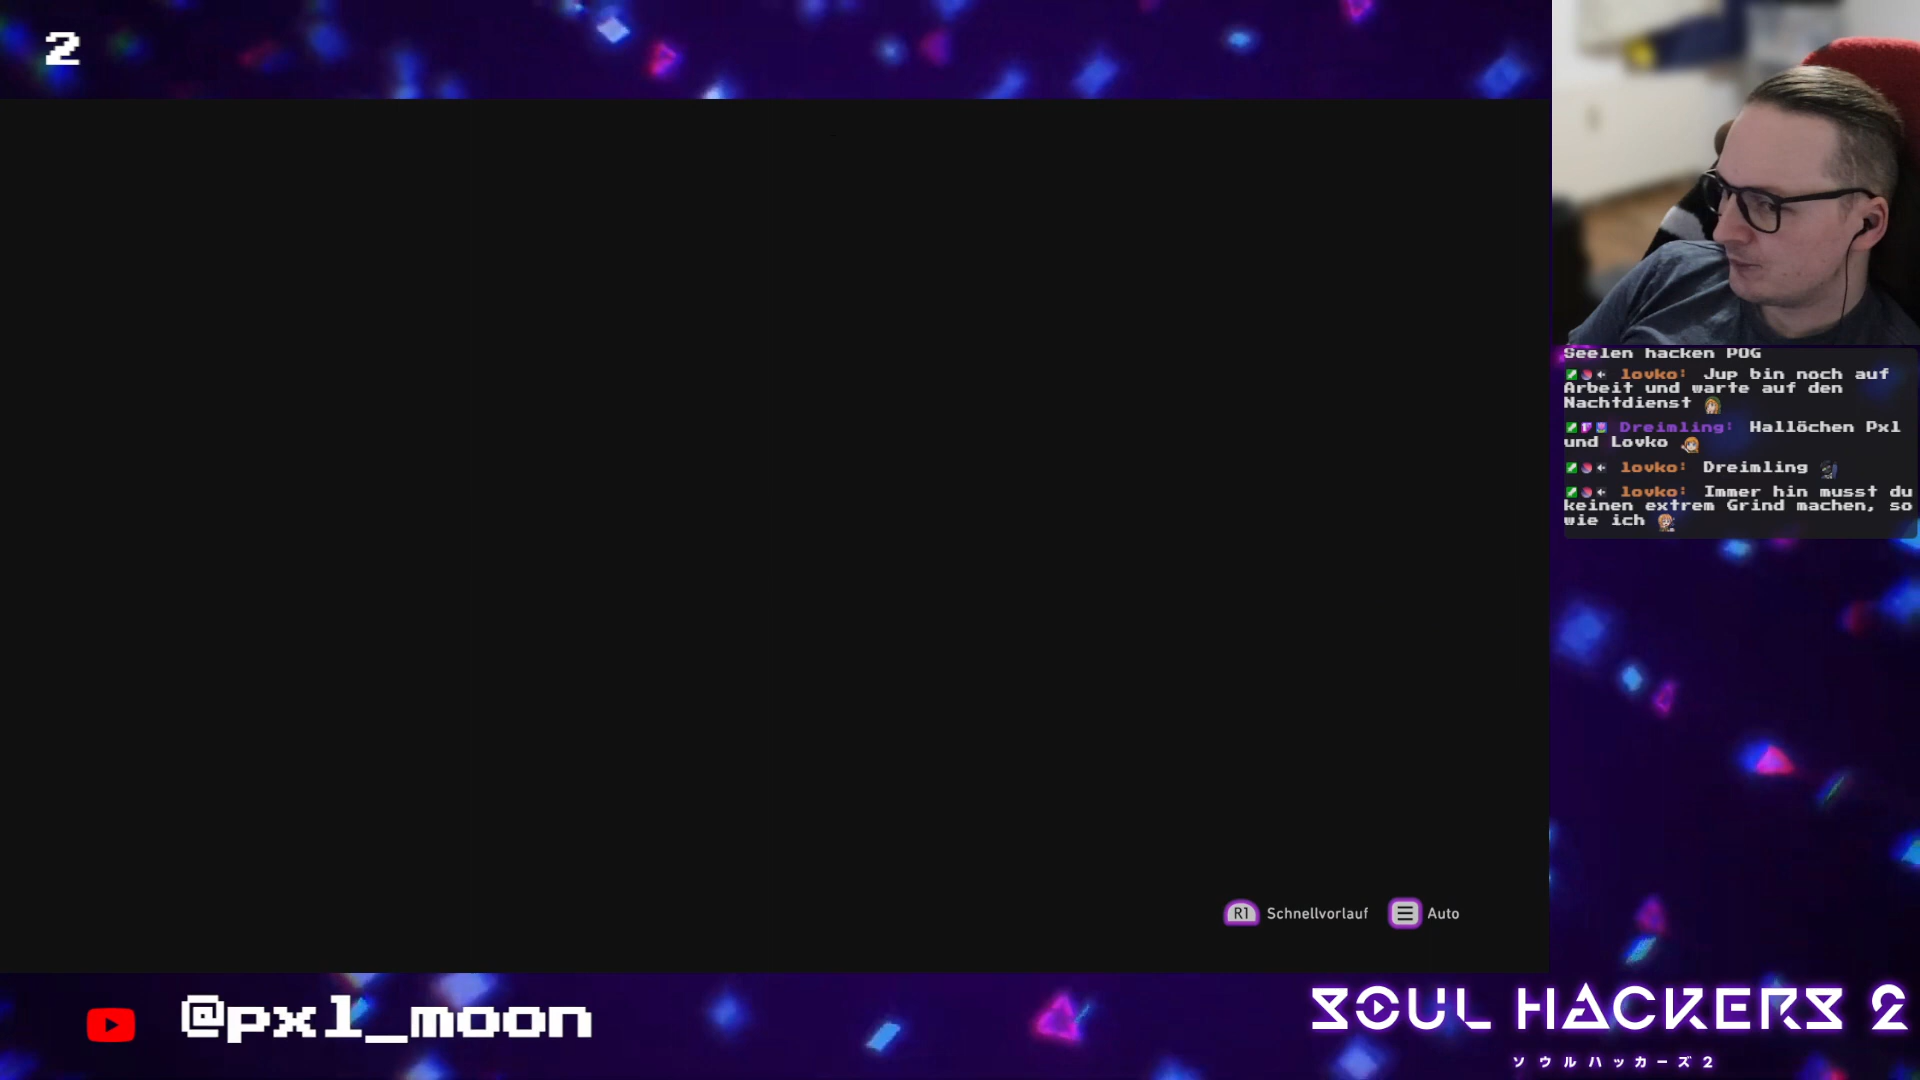 2
Seelen hacken POG
lovko: Jup bin noch auf
Arbeit und warte auf den
Nachtdienst
Dreimling: Hallöchen Pxl
und Lovko
lovko: Dreimling
lovko: Immer hin musst du
keinen extrem Grind machen, so
wie ich
R1 Schnellvorlauf Auto
@pxl_moon
SOUL HACKERS 2
ソウルハッカーズ2